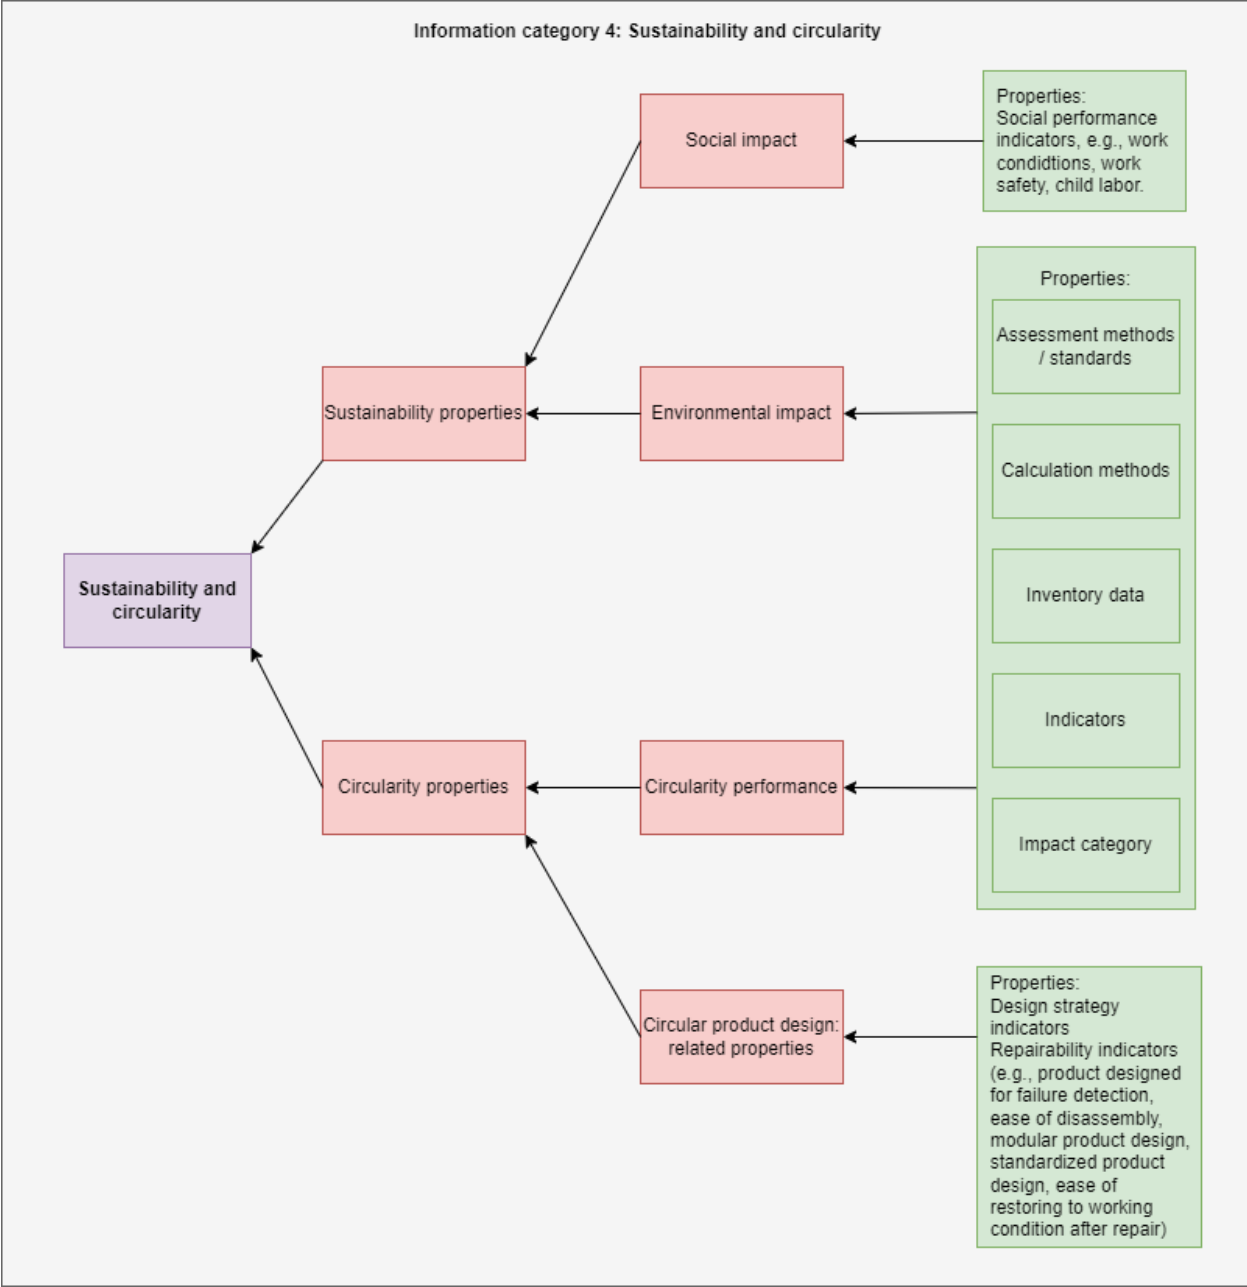 Information category 4: Sustainability and circularity
Social impact
Properties:
Social performance
indicators, e.g., work
condidtions, work
safety, child labor.
Properties:
Assessment methods
/ standards
Sustainability properties
Environmental impact
Calculation methods
Inventory data
Sustainability and
circularity
Indicators
Circularity properties
Circularity performance
Impact category
Circular product design:
related properties
Properties:
Design strategy
indicators
Repairability indicators
(e.g., product designed
for failure detection,
ease of disassembly,
modular product design,
standardized product
design, ease of
restoring to working
condition after repair)